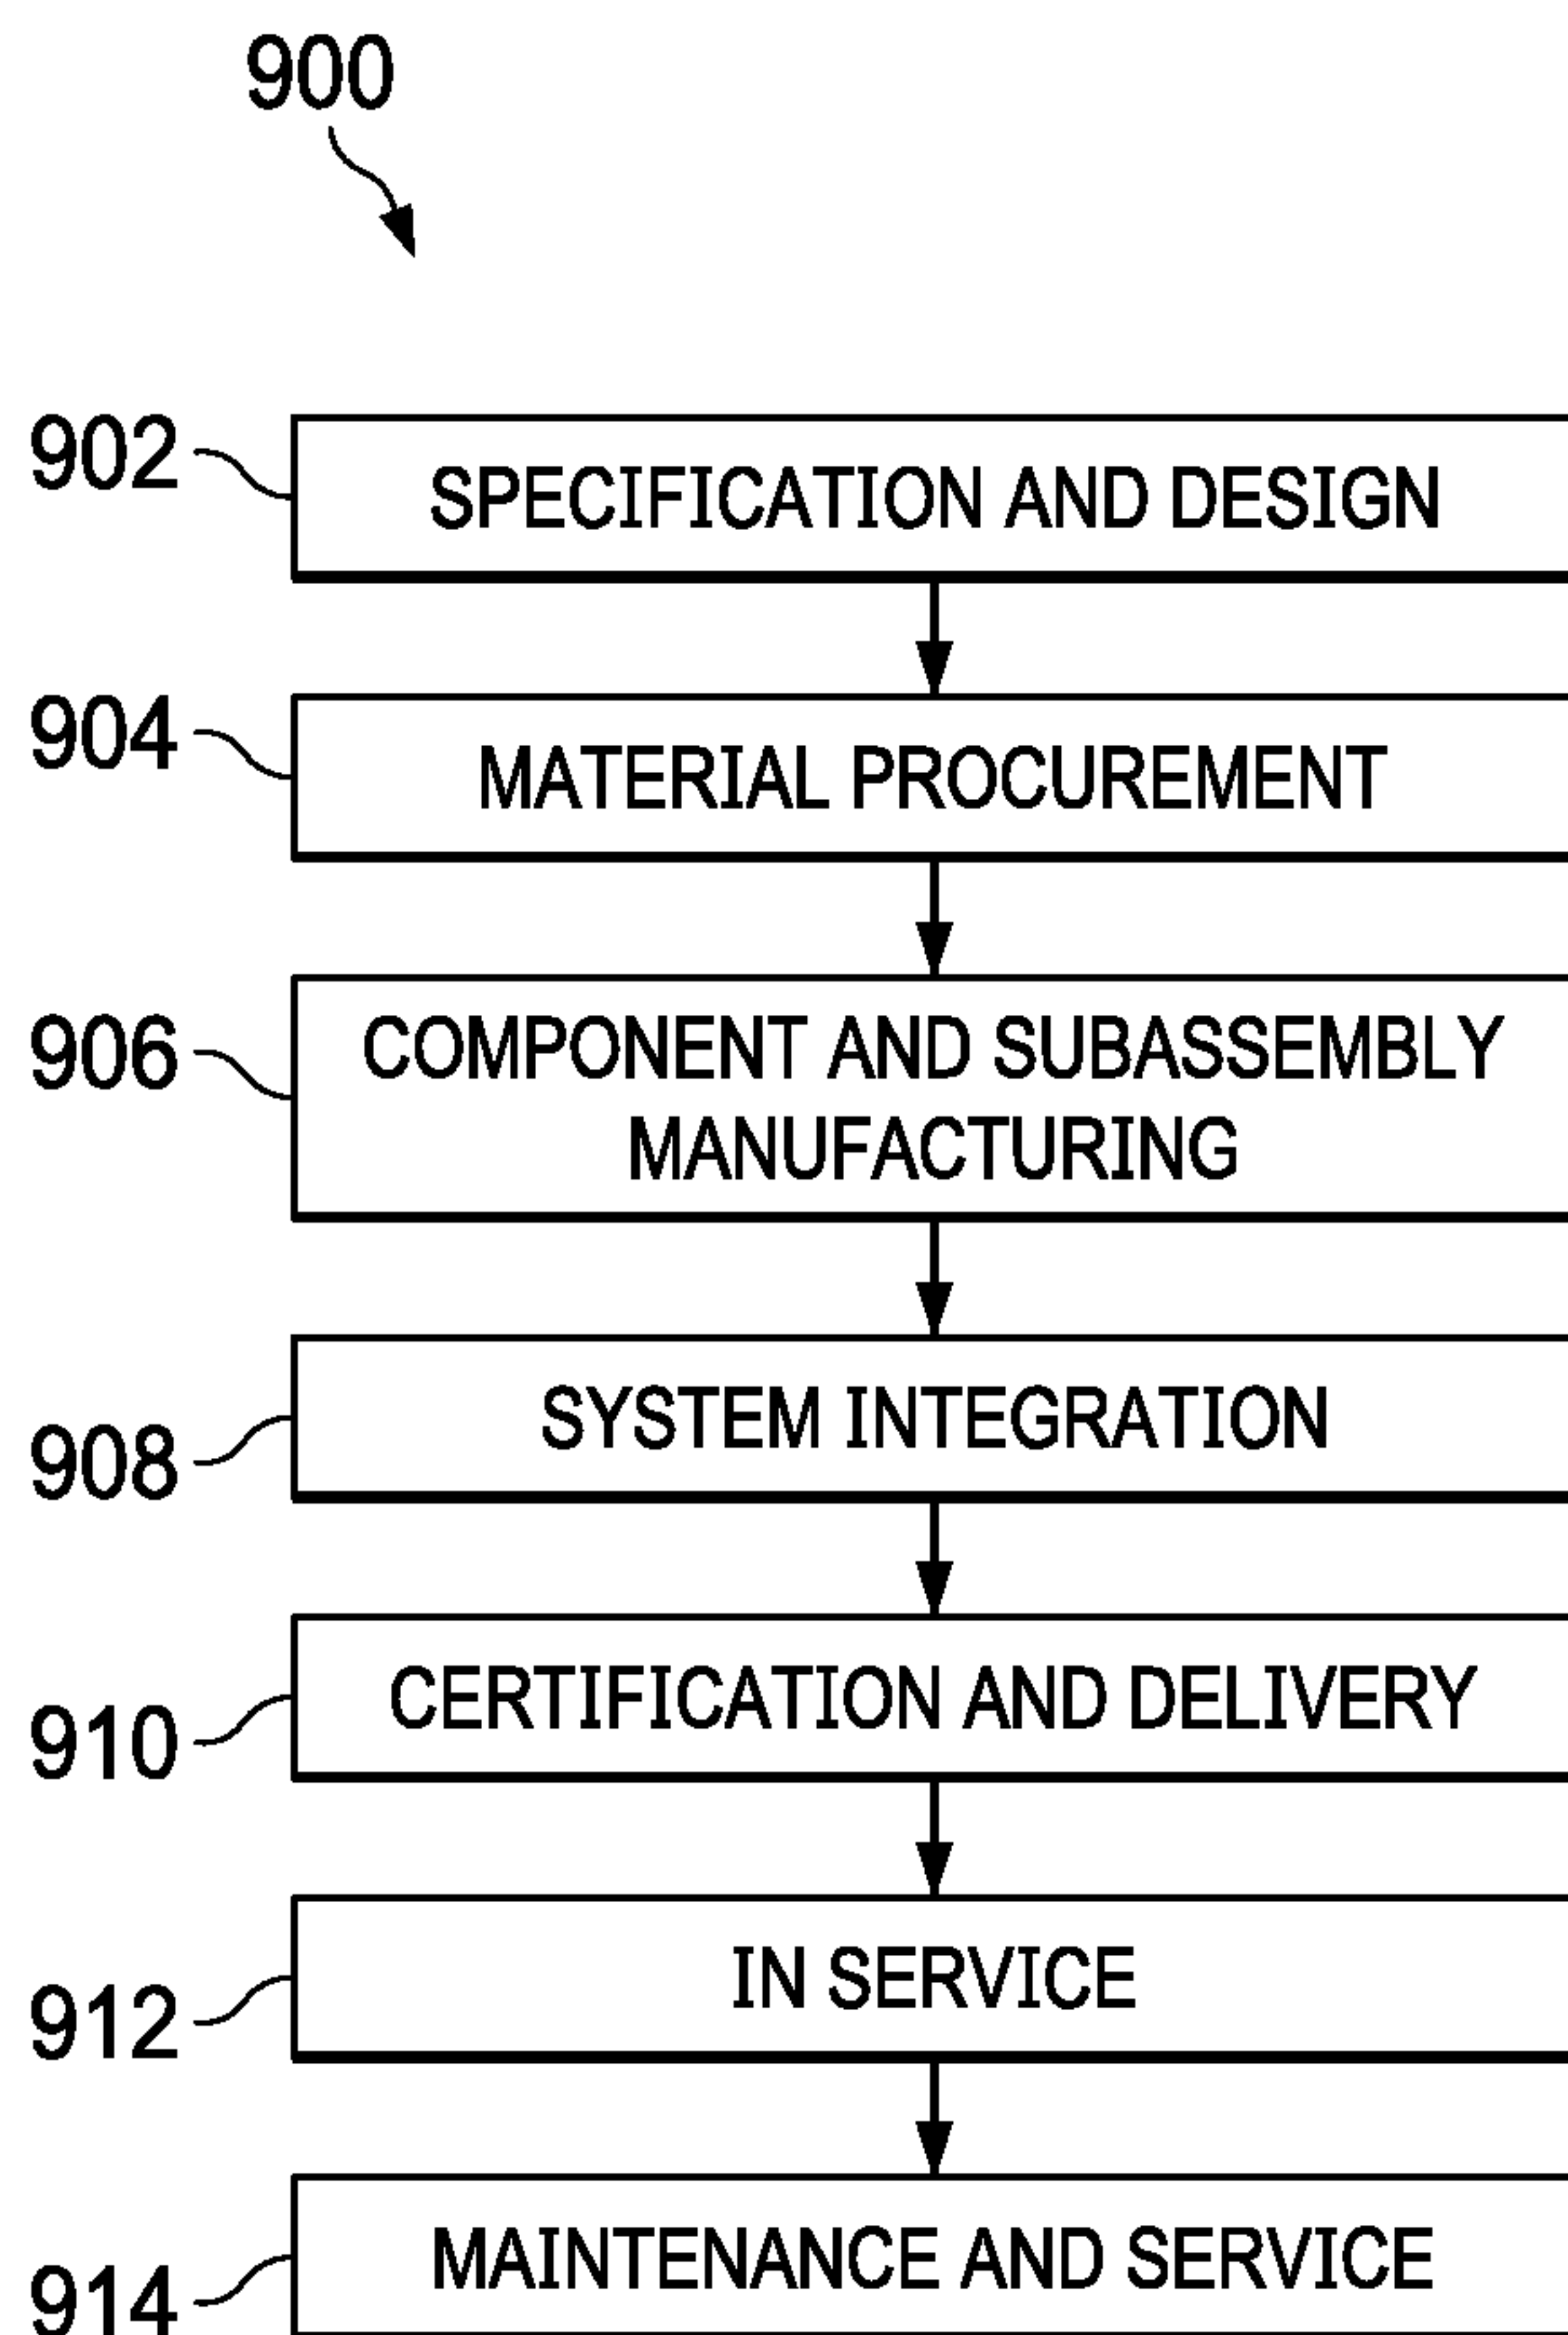 900
902
SPECIFICATION AND DESIGN
904
MATERIAL PROCUREMENT
906
COMPONENT AND SUBASSEMBLY
MANUFACTURING
908
SYSTEM INTEGRATION
910
CERTIFICATION AND DELIVERY
912
IN SERVICE
914
MAINTENANCE AND SERVICE